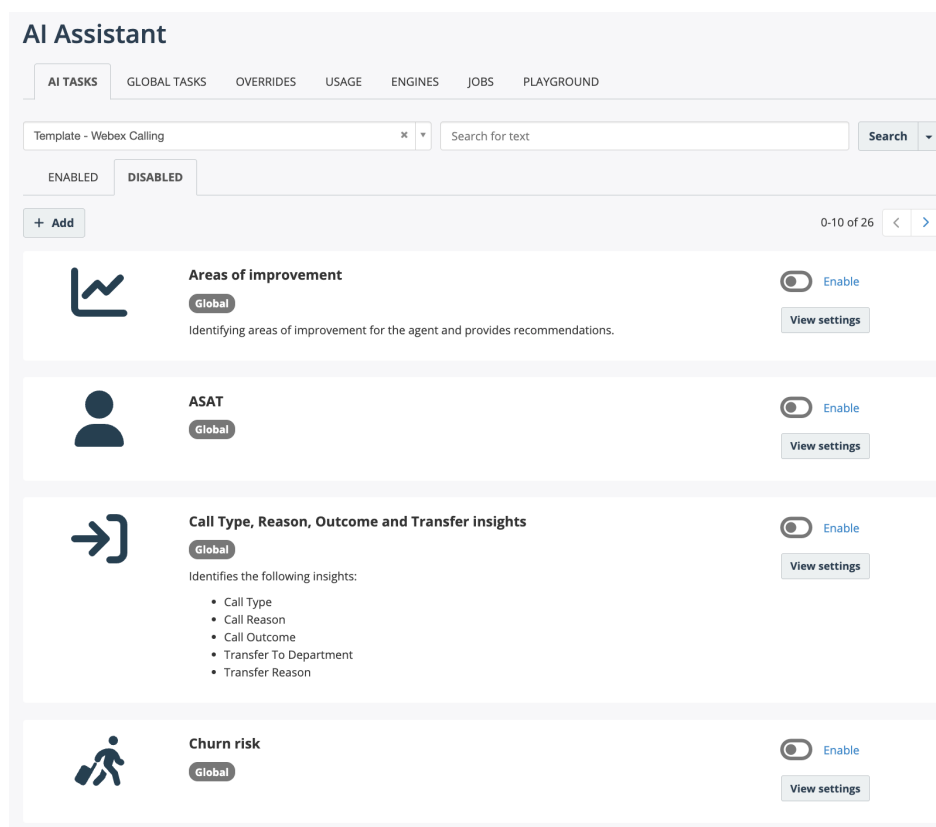 AI Assistant
AI TASKS GLOBAL TASKS OVERRIDES USAGE ENGINES JOBS PLAYGROUND
Template - Webex Calling × Search for text Search
ENABLED DISABLED
+ Add 0-10 of 26 < >
Areas of improvement
Enable
Global
View settings
Identifying areas of improvement for the agent and provides recommendations.
ASAT
Enable
Global
View settings
Call Type, Reason, Outcome and Transfer insights
Enable
Global
View settings
Identifies the following insights:
• Call Type
• Call Reason
• Call Outcome
• Transfer To Department
• Transfer Reason
Churn risk
Enable
Global
View settings